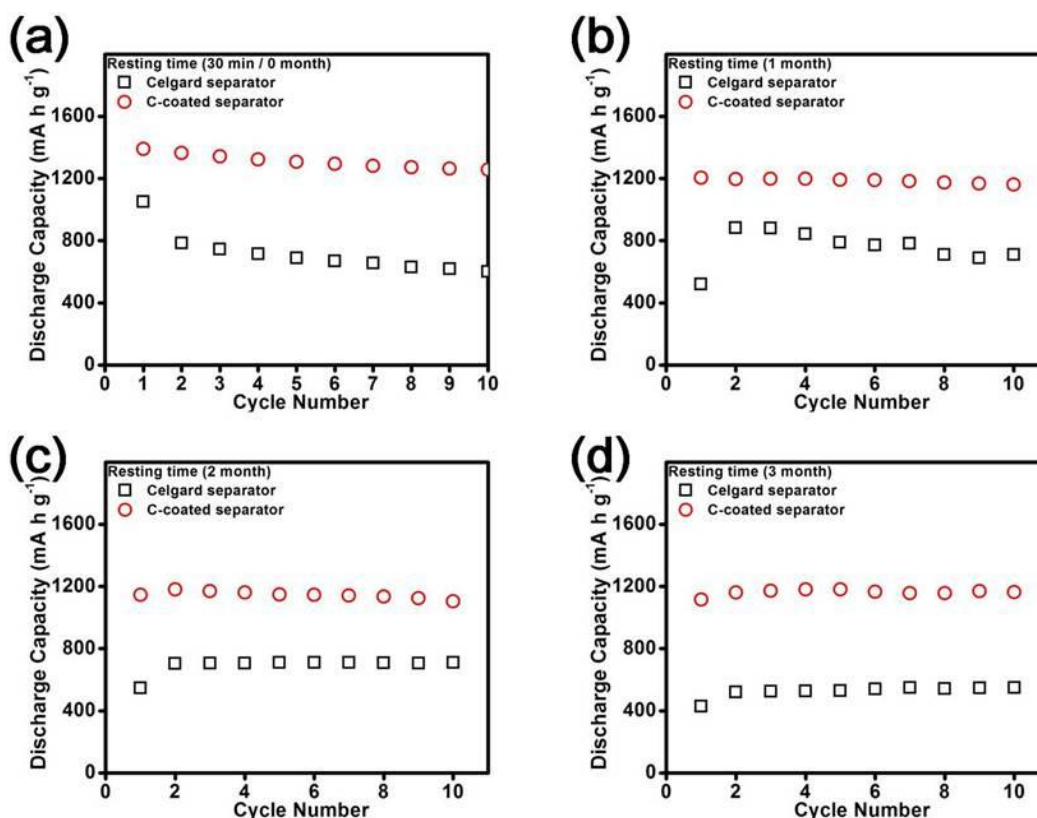 (a)
Resting time (30 min / 0 month)
Celgard separator
C-coated separator
Discharge Capacity (mA h g⁻¹)
1600
1200
800
400
0
0 1 2 3 4 5 6 7 8 9 10
Cycle Number
(b)
Resting time (1 month)
Celgard separator
C-coated separator
Discharge Capacity (mA h g⁻¹)
1600
1200
800
400
0
0 2 4 6 8 10
Cycle Number
(c)
Resting time (2 month)
Celgard separator
C-coated separator
Discharge Capacity (mA h g⁻¹)
1600
1200
800
400
0
0 2 4 6 8 10
Cycle Number
(d)
Resting time (3 month)
Celgard separator
C-coated separator
Discharge Capacity (mA h g⁻¹)
1600
1200
800
400
0
0 2 4 6 8 10
Cycle Number